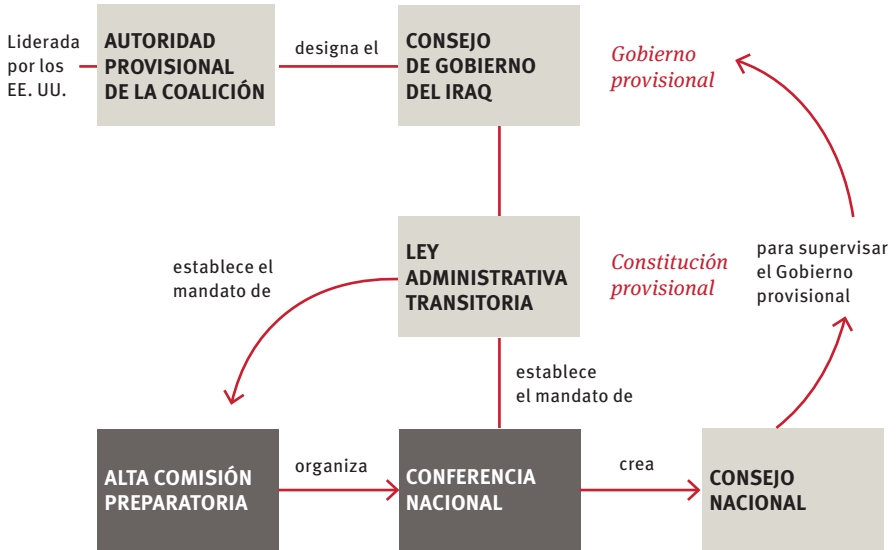 Liderada
por los
EE. UU.
AUTORIDAD
PROVISIONAL
DE LA COALICIÓN
designa el
CONSEJO
DE GOBIERNO
DEL IRAQ
Gobierno
provisional
establece el
mandato de
LEY
ADMINISTRATIVA
TRANSITORIA
Constitución
provisional
para supervisar
el Gobierno
provisional
establece
el mandato de
ALTA COMISIÓN
PREPARATORIA
organiza
CONFERENCIA
NACIONAL
crea
CONSEJO
NACIONAL